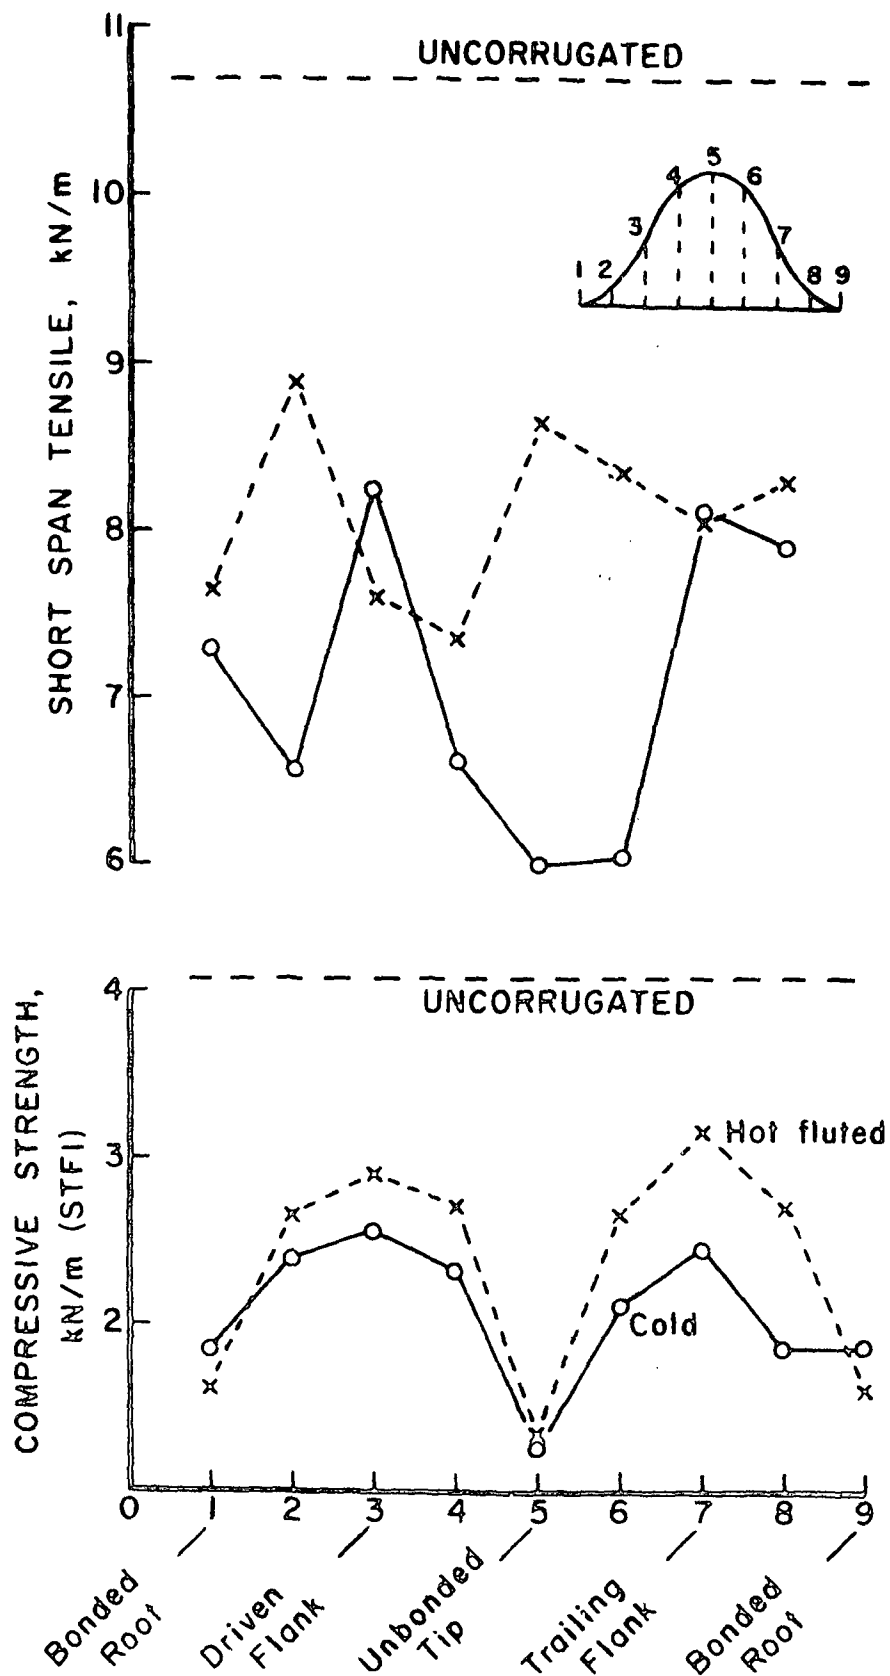 11
UNCORRUGATED
10
9
8
7
6
SHORT SPAN TENSILE, kN/m
1 2 3 4 5 6 7 8 9
4
UNCORRUGATED
3
2
COMPRESSIVE STRENGTH,
kN/m (STFI)
Hot fluted
Cold
0 1 2 3 4 5 6 7 8 9
Bonded
Root
Driven
Flank
Unbonded
Tip
Trailing
Flank
Bonded
Root